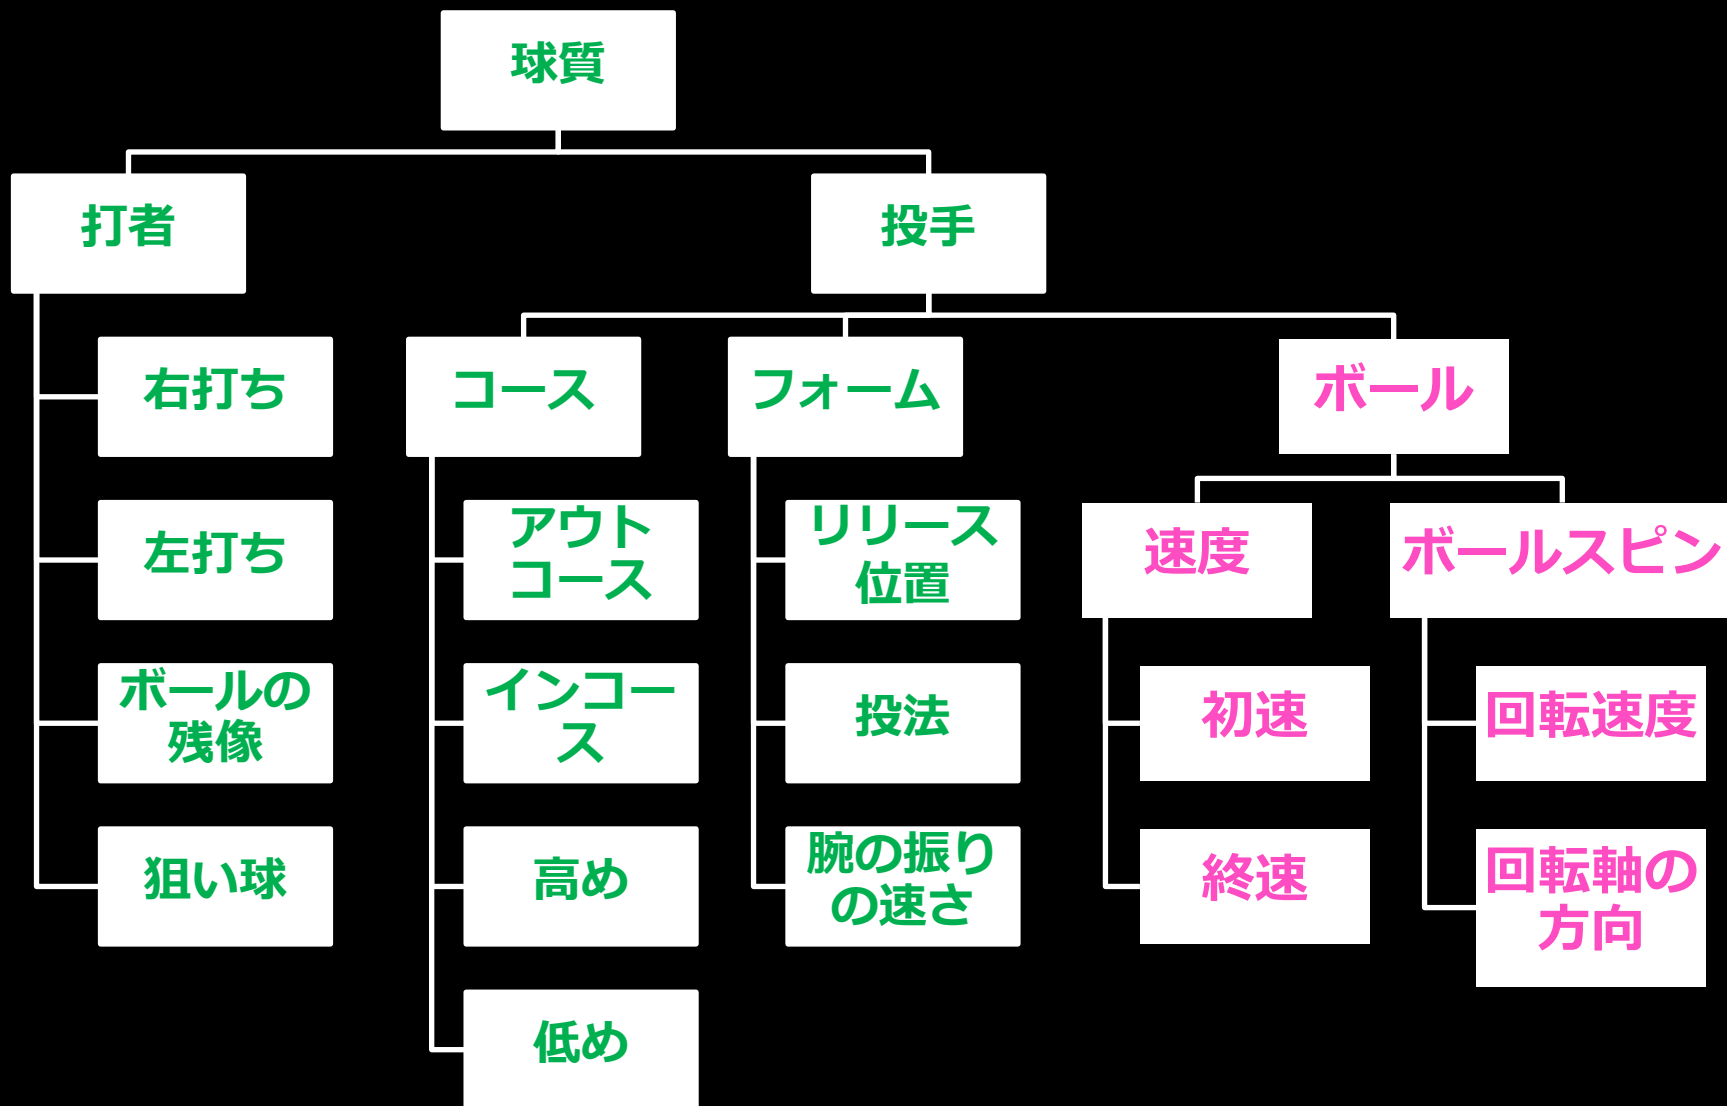 球質
打者
投手
右打ち
コース
フォーム
ボール
左打ち
アウト
コース
リリース
位置
速度
ボールスピン
ボールの
残像
インコー
ス
投法
初速
回転速度
狙い球
高め
腕の振り
の速さ
終速
回転軸の
方向
低め